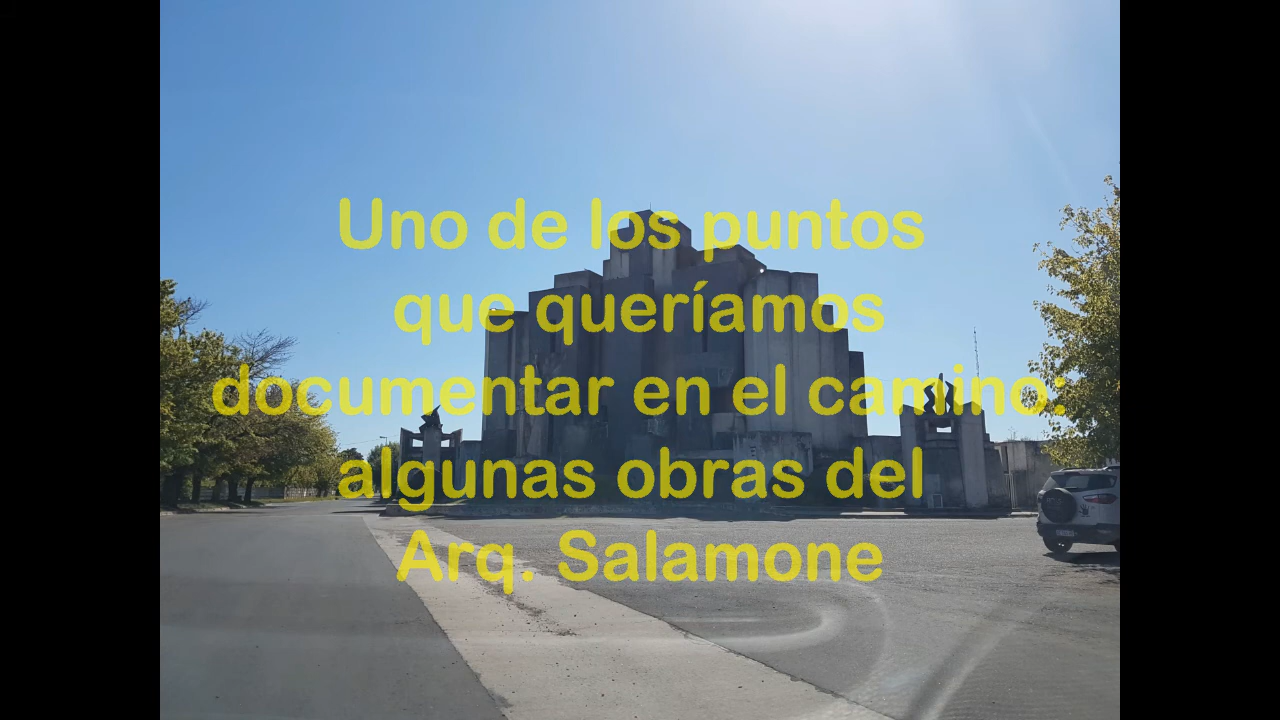 Uno de los puntos
que queríamos
documentar en el camino:
algunas obras del
Arq. Salamone